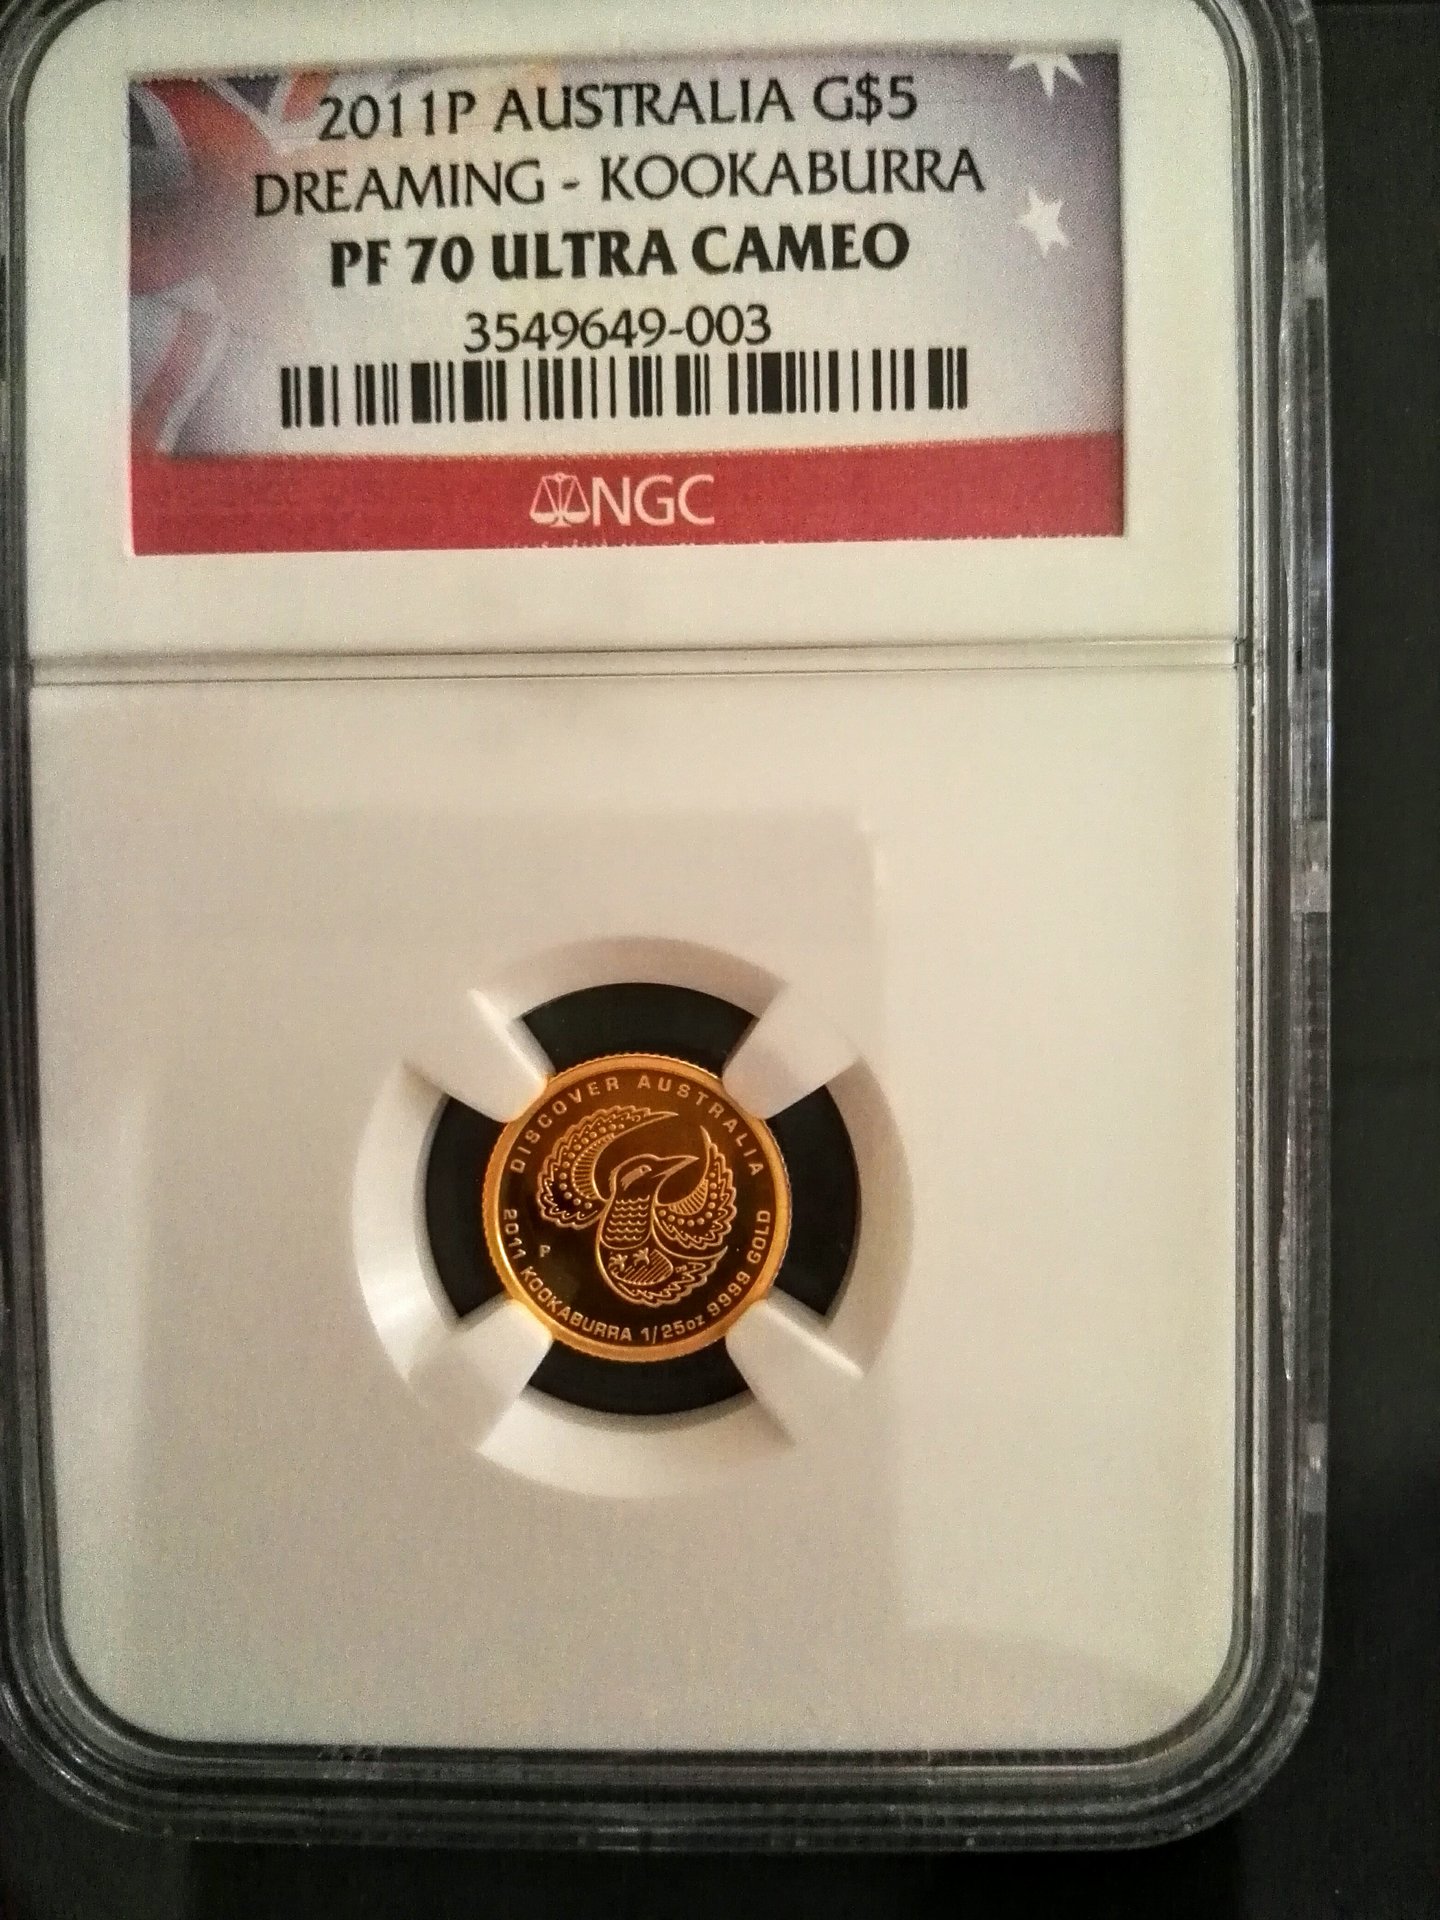 2011P AUSTRALIA G$5
DREAMING - KOOKABURRA
PF 70 ULTRA CAMEO
3549649-003
NGC
DISCOVER AUSTRALIA
P
2011 KOOKABURRA 1/25oz 9999 GOLD